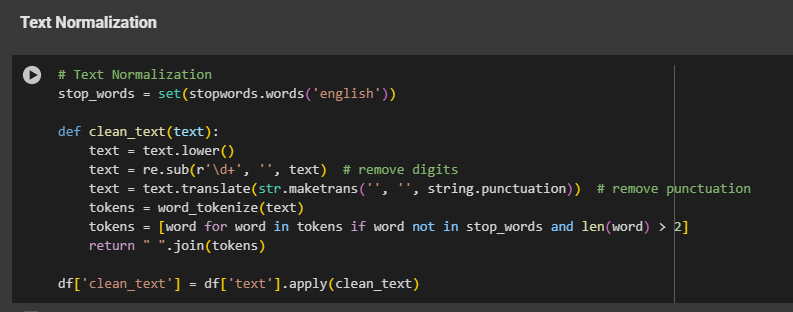 Text Normalization
# Text Normalization
stop_words = set(stopwords.words('english'))
def clean_text(text):
    text = text.lower()
    text = re.sub(r'\d+', '', text)  # remove digits
    text = text.translate(str.maketrans('', '', string.punctuation))  # remove punctuation
    tokens = word_tokenize(text)
    tokens = [word for word in tokens if word not in stop_words and len(word) > 2]
    return " ".join(tokens)
df['clean_text'] = df['text'].apply(clean_text)